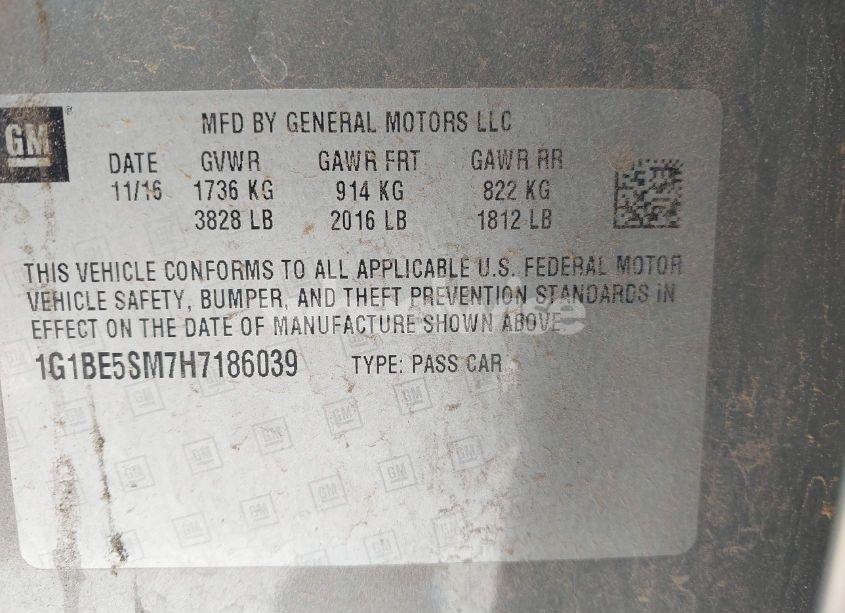 GM
MFD BY GENERAL MOTORS LLC
DATE GVWR GAWR FRT GAWR RR
11/16 1736 KG 914 KG 822 KG
3828 LB 2016 LB 1812 LB
THIS VEHICLE CONFORMS TO ALL APPLICABLE U.S. FEDERAL MOTOR
VEHICLE SAFETY, BUMPER, AND THEFT PREVENTION STANDARDS IN
EFFECT ON THE DATE OF MANUFACTURE SHOWN ABOVE
1G1BE5SM7H7186039 TYPE: PASS CAR